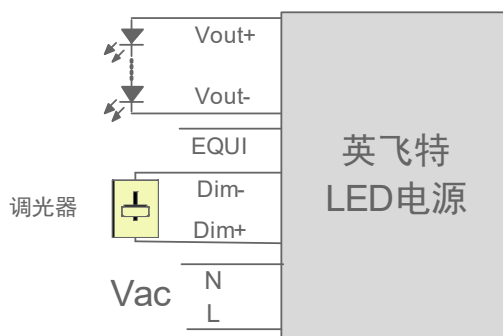 Vout+
Vout-
EQUI
Dim-
调光器
Dim+
Vac
N
L
英飞特
LED电源